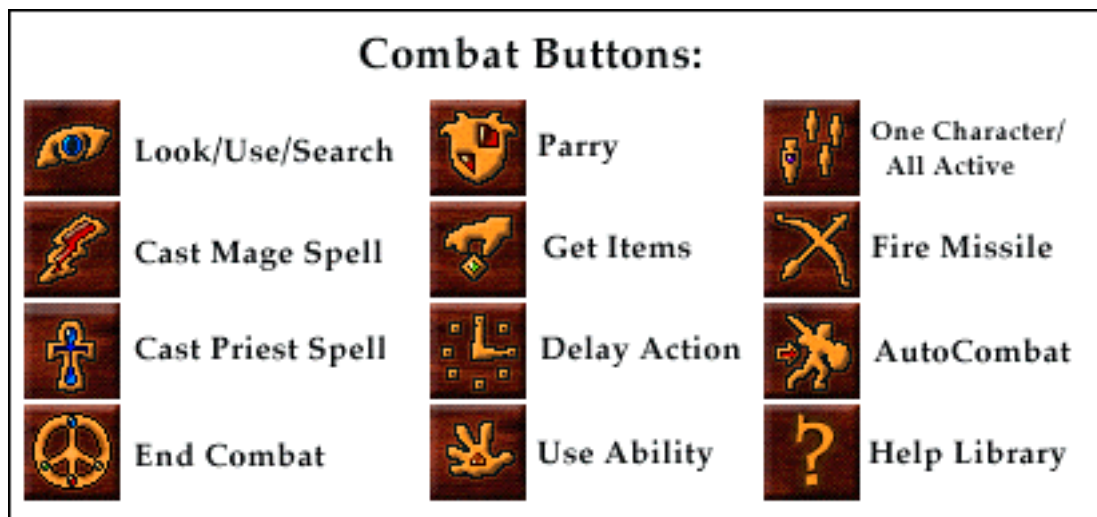 Combat Buttons:
Look/Use/Search
Parry
One Character/
All Active
Cast Mage Spell
Get Items
Fire Missile
Cast Priest Spell
Delay Action
AutoCombat
End Combat
Use Ability
?
Help Library